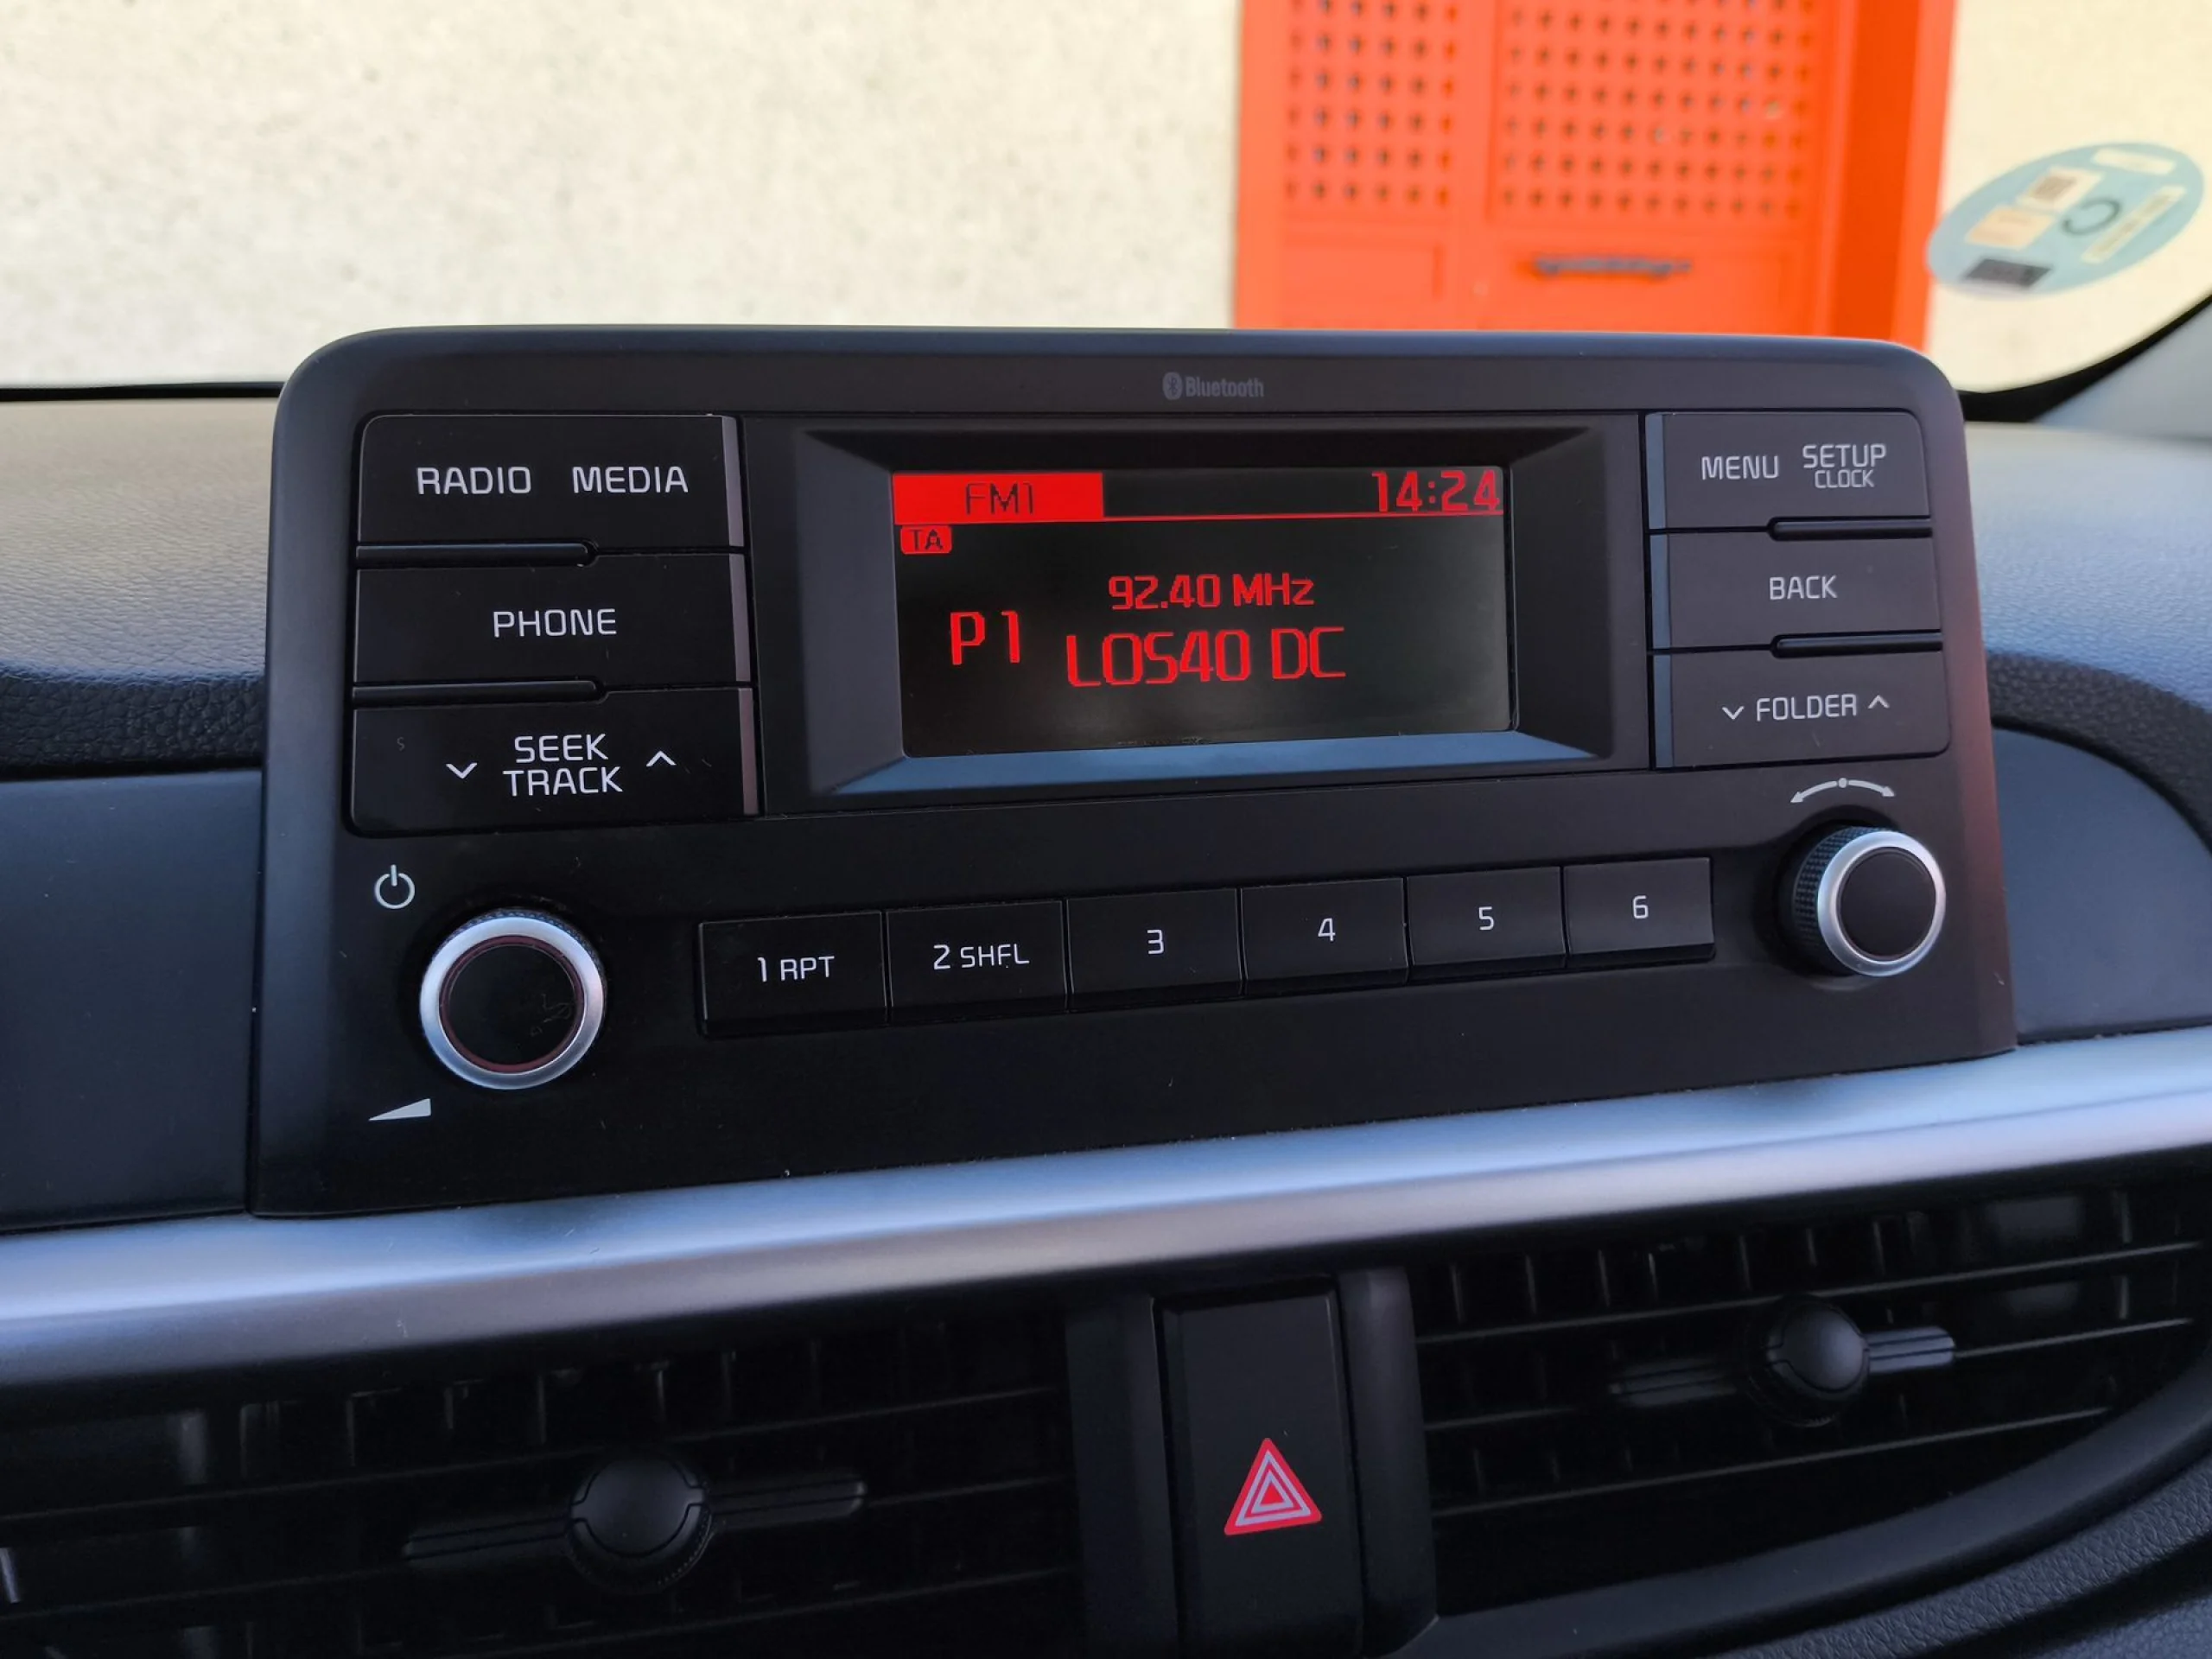 Bluetooth
RADIO MEDIA
PHONE
SEEK
TRACK
FM1 14:24
TA
92.40 MHz
P1 LOS40 DC
MENU SETUP
CLOCK
BACK
FOLDER
1 RPT 2 SHFL 3 4 5 6
C